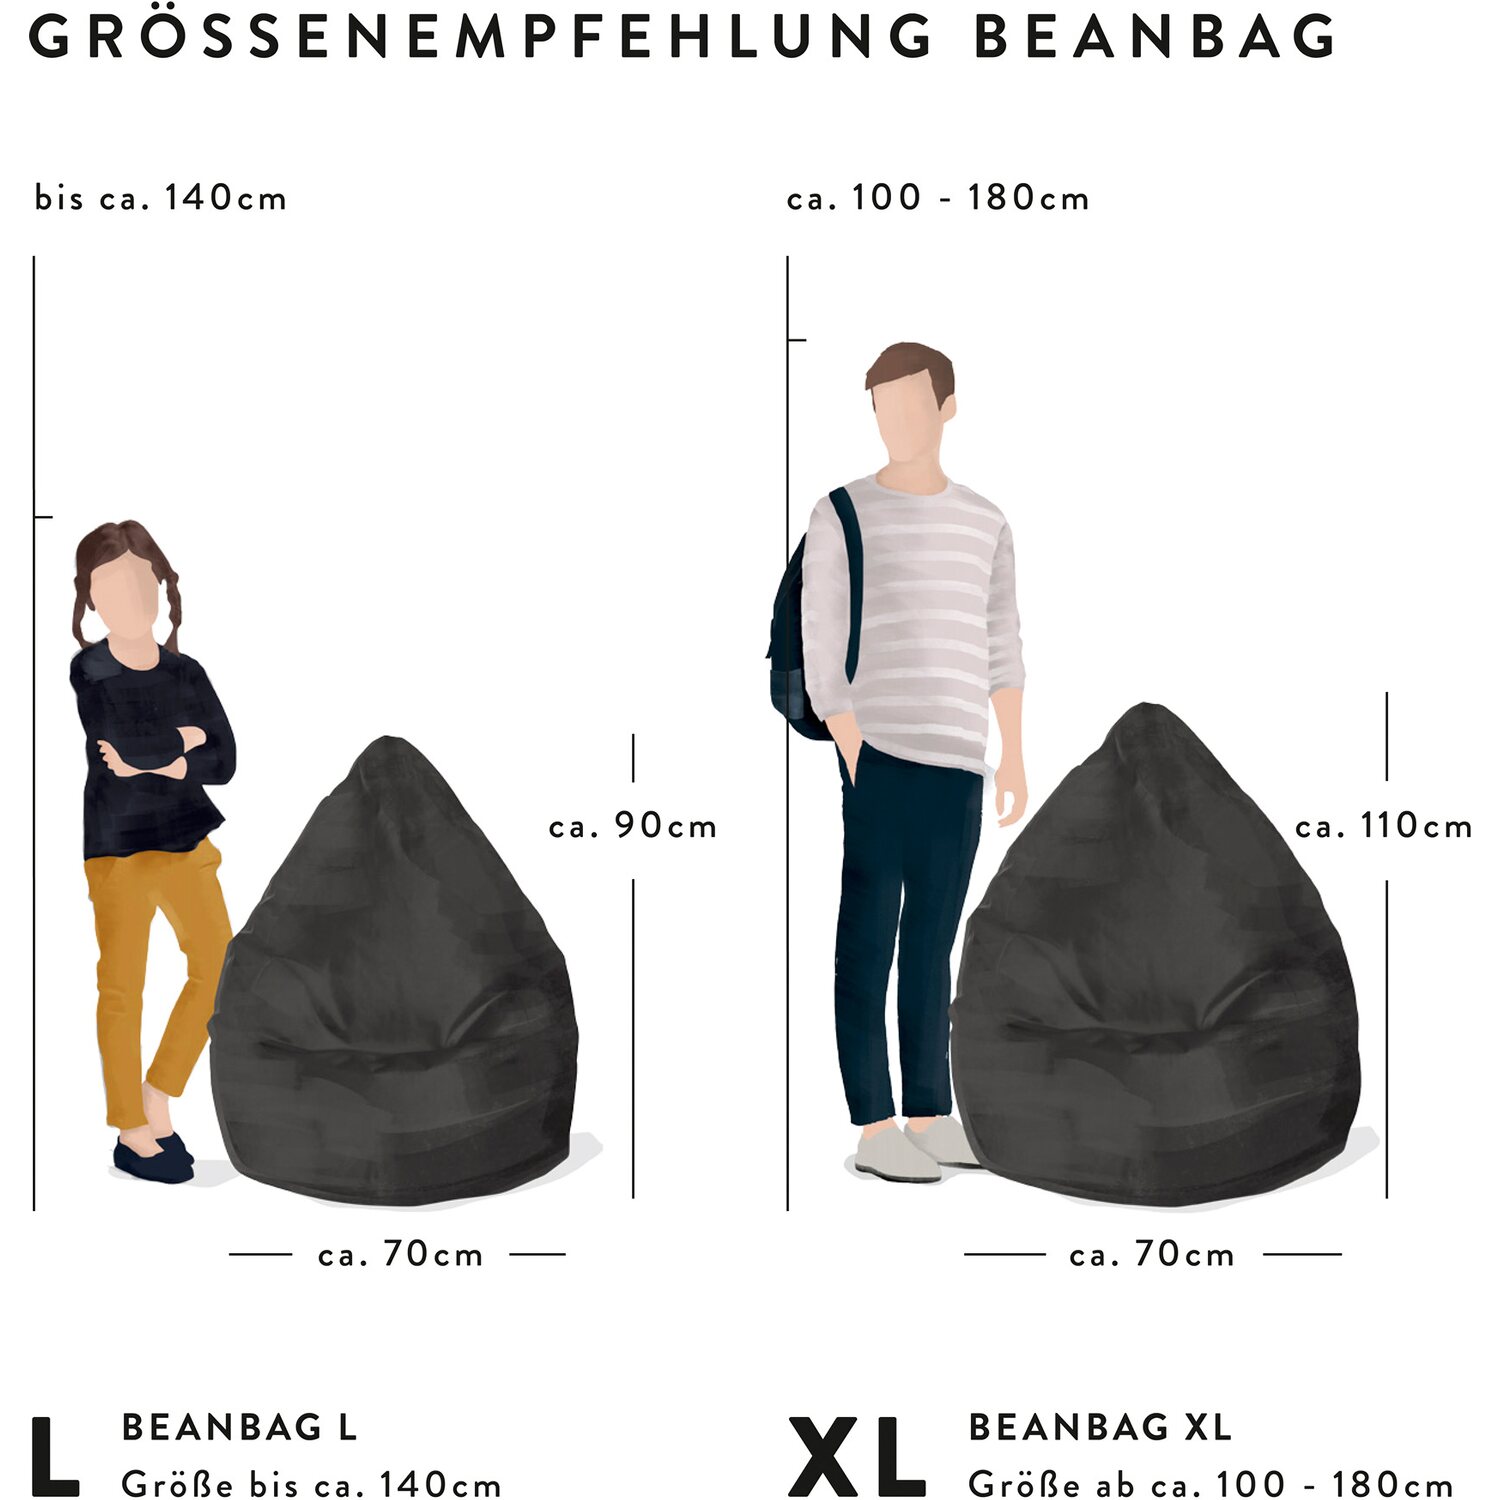 GRÖSSENEMPFEHLUNG BEANBAG
bis ca. 140cm
ca. 100 - 180cm
ca. 90cm
ca. 110cm
ca. 70cm
ca. 70cm
L
BEANBAG L
Größe bis ca. 140cm
XL
BEANBAG XL
Größe ab ca. 100 - 180cm